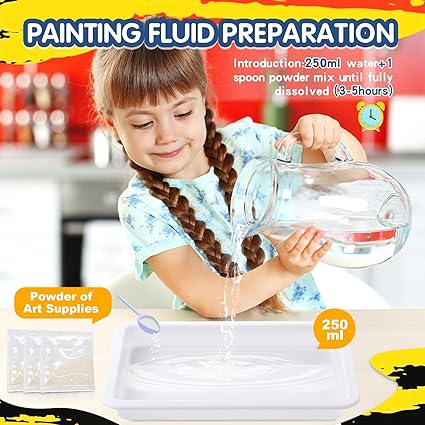 PAINTING FLUID PREPARATION
Introduction:250ml water+1
spoon powder mix until fully
dissolved (3-5hours)
Powder of
Art Supplies
250
ml